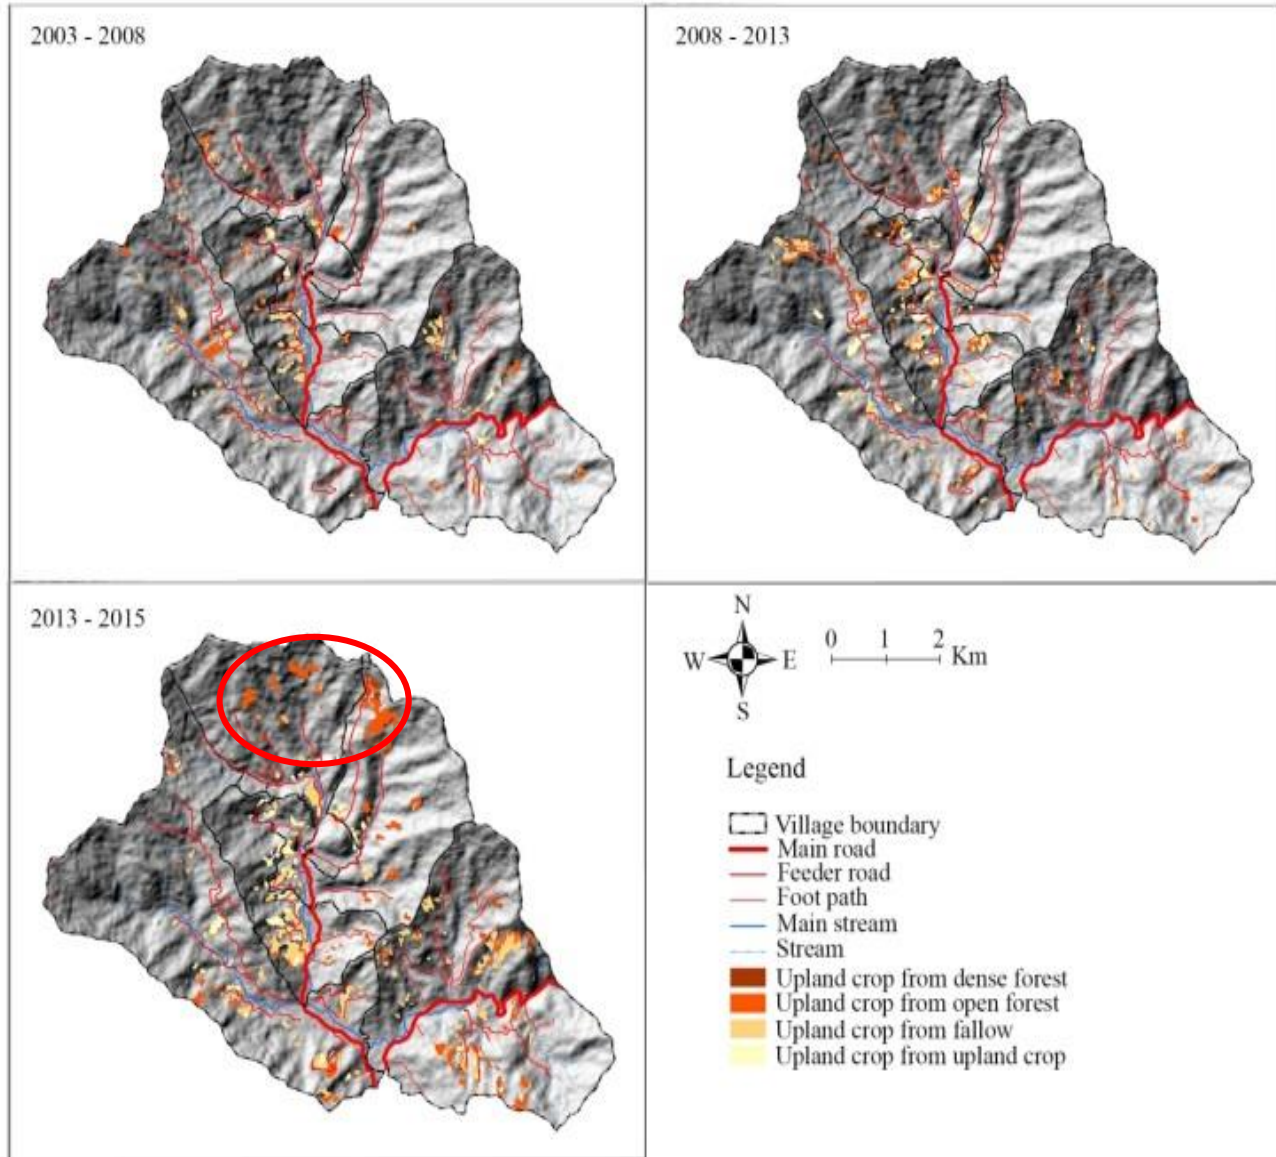 2003 - 2008
2008 - 2013
2013 - 2015
N
W E
S
0 1 2 Km
Legend
Village boundary
Main road
Feeder road
Foot path
Main stream
Stream
Upland crop from dense forest
Upland crop from open forest
Upland crop from fallow
Upland crop from upland crop